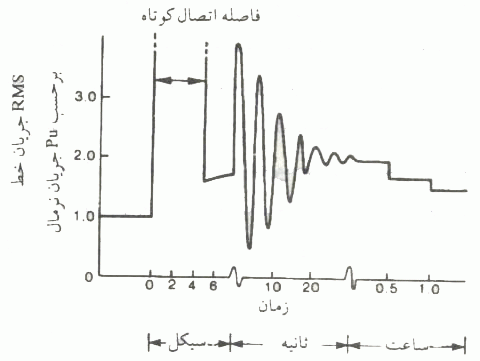 فاصله اتصال کوتاه
جریان خط RMS
برحسب Pu جریان نرمال
3.0
2.0
1.0
0
0 2 4 6 10 20 0.5 1.0
زمان
سیکل ثانیه ساعت